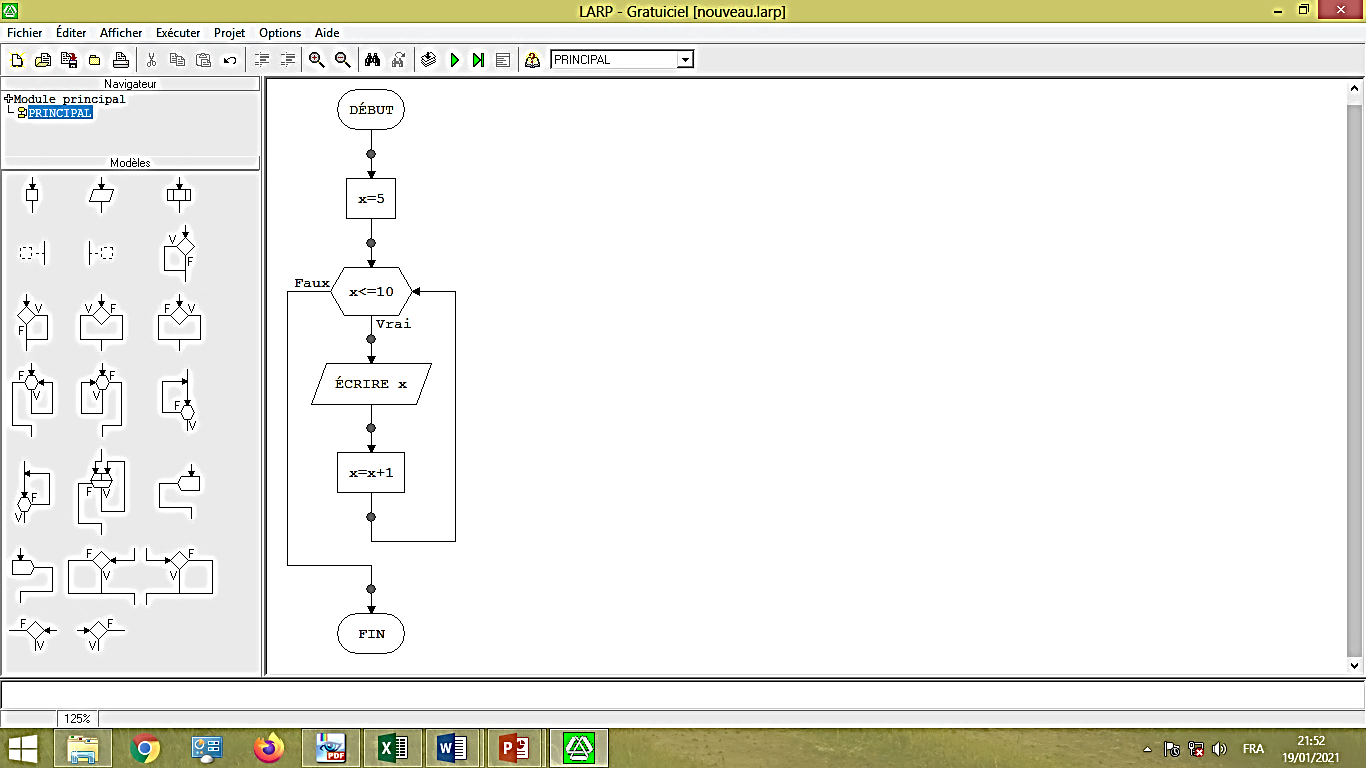 LARP - Gratuiciel [nouveau.larp]
Fichier Éditer Afficher Exécuter Projet Options Aide
PRINCIPAL
Navigateur
Module principal
PRINCIPAL
Modèles
V
F
V
F
V F
F V
F
V
F
V
F
V
F
V
F
V
F
V
F
V
F
V
F
V
DÉBUT
x=5
Faux
x<=10
Vrai
ÉCRIRE x
x=x+1
FIN
125%
PDF
FRA
21:52
19/01/2021